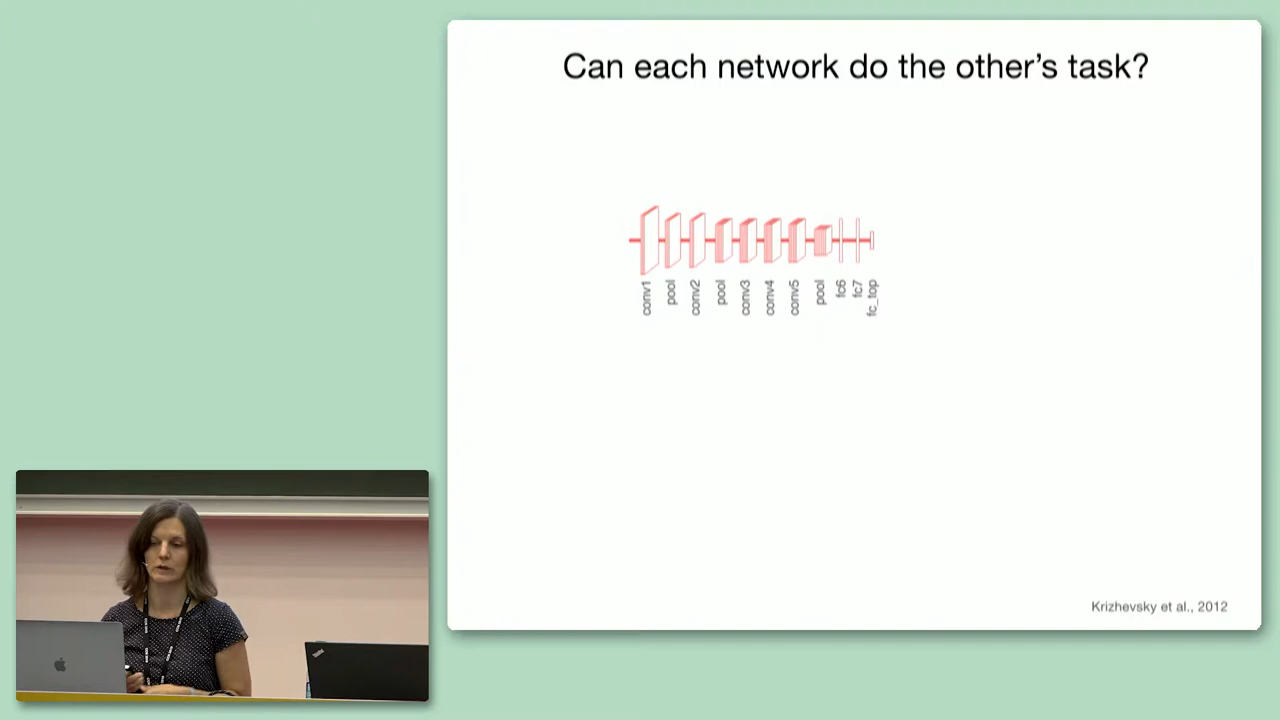 Can each network do the other's task?
conv1
pool
conv2
pool
conv3
conv4
conv5
pool
fc6
fc7
fc_top
Krizhevsky et al., 2012